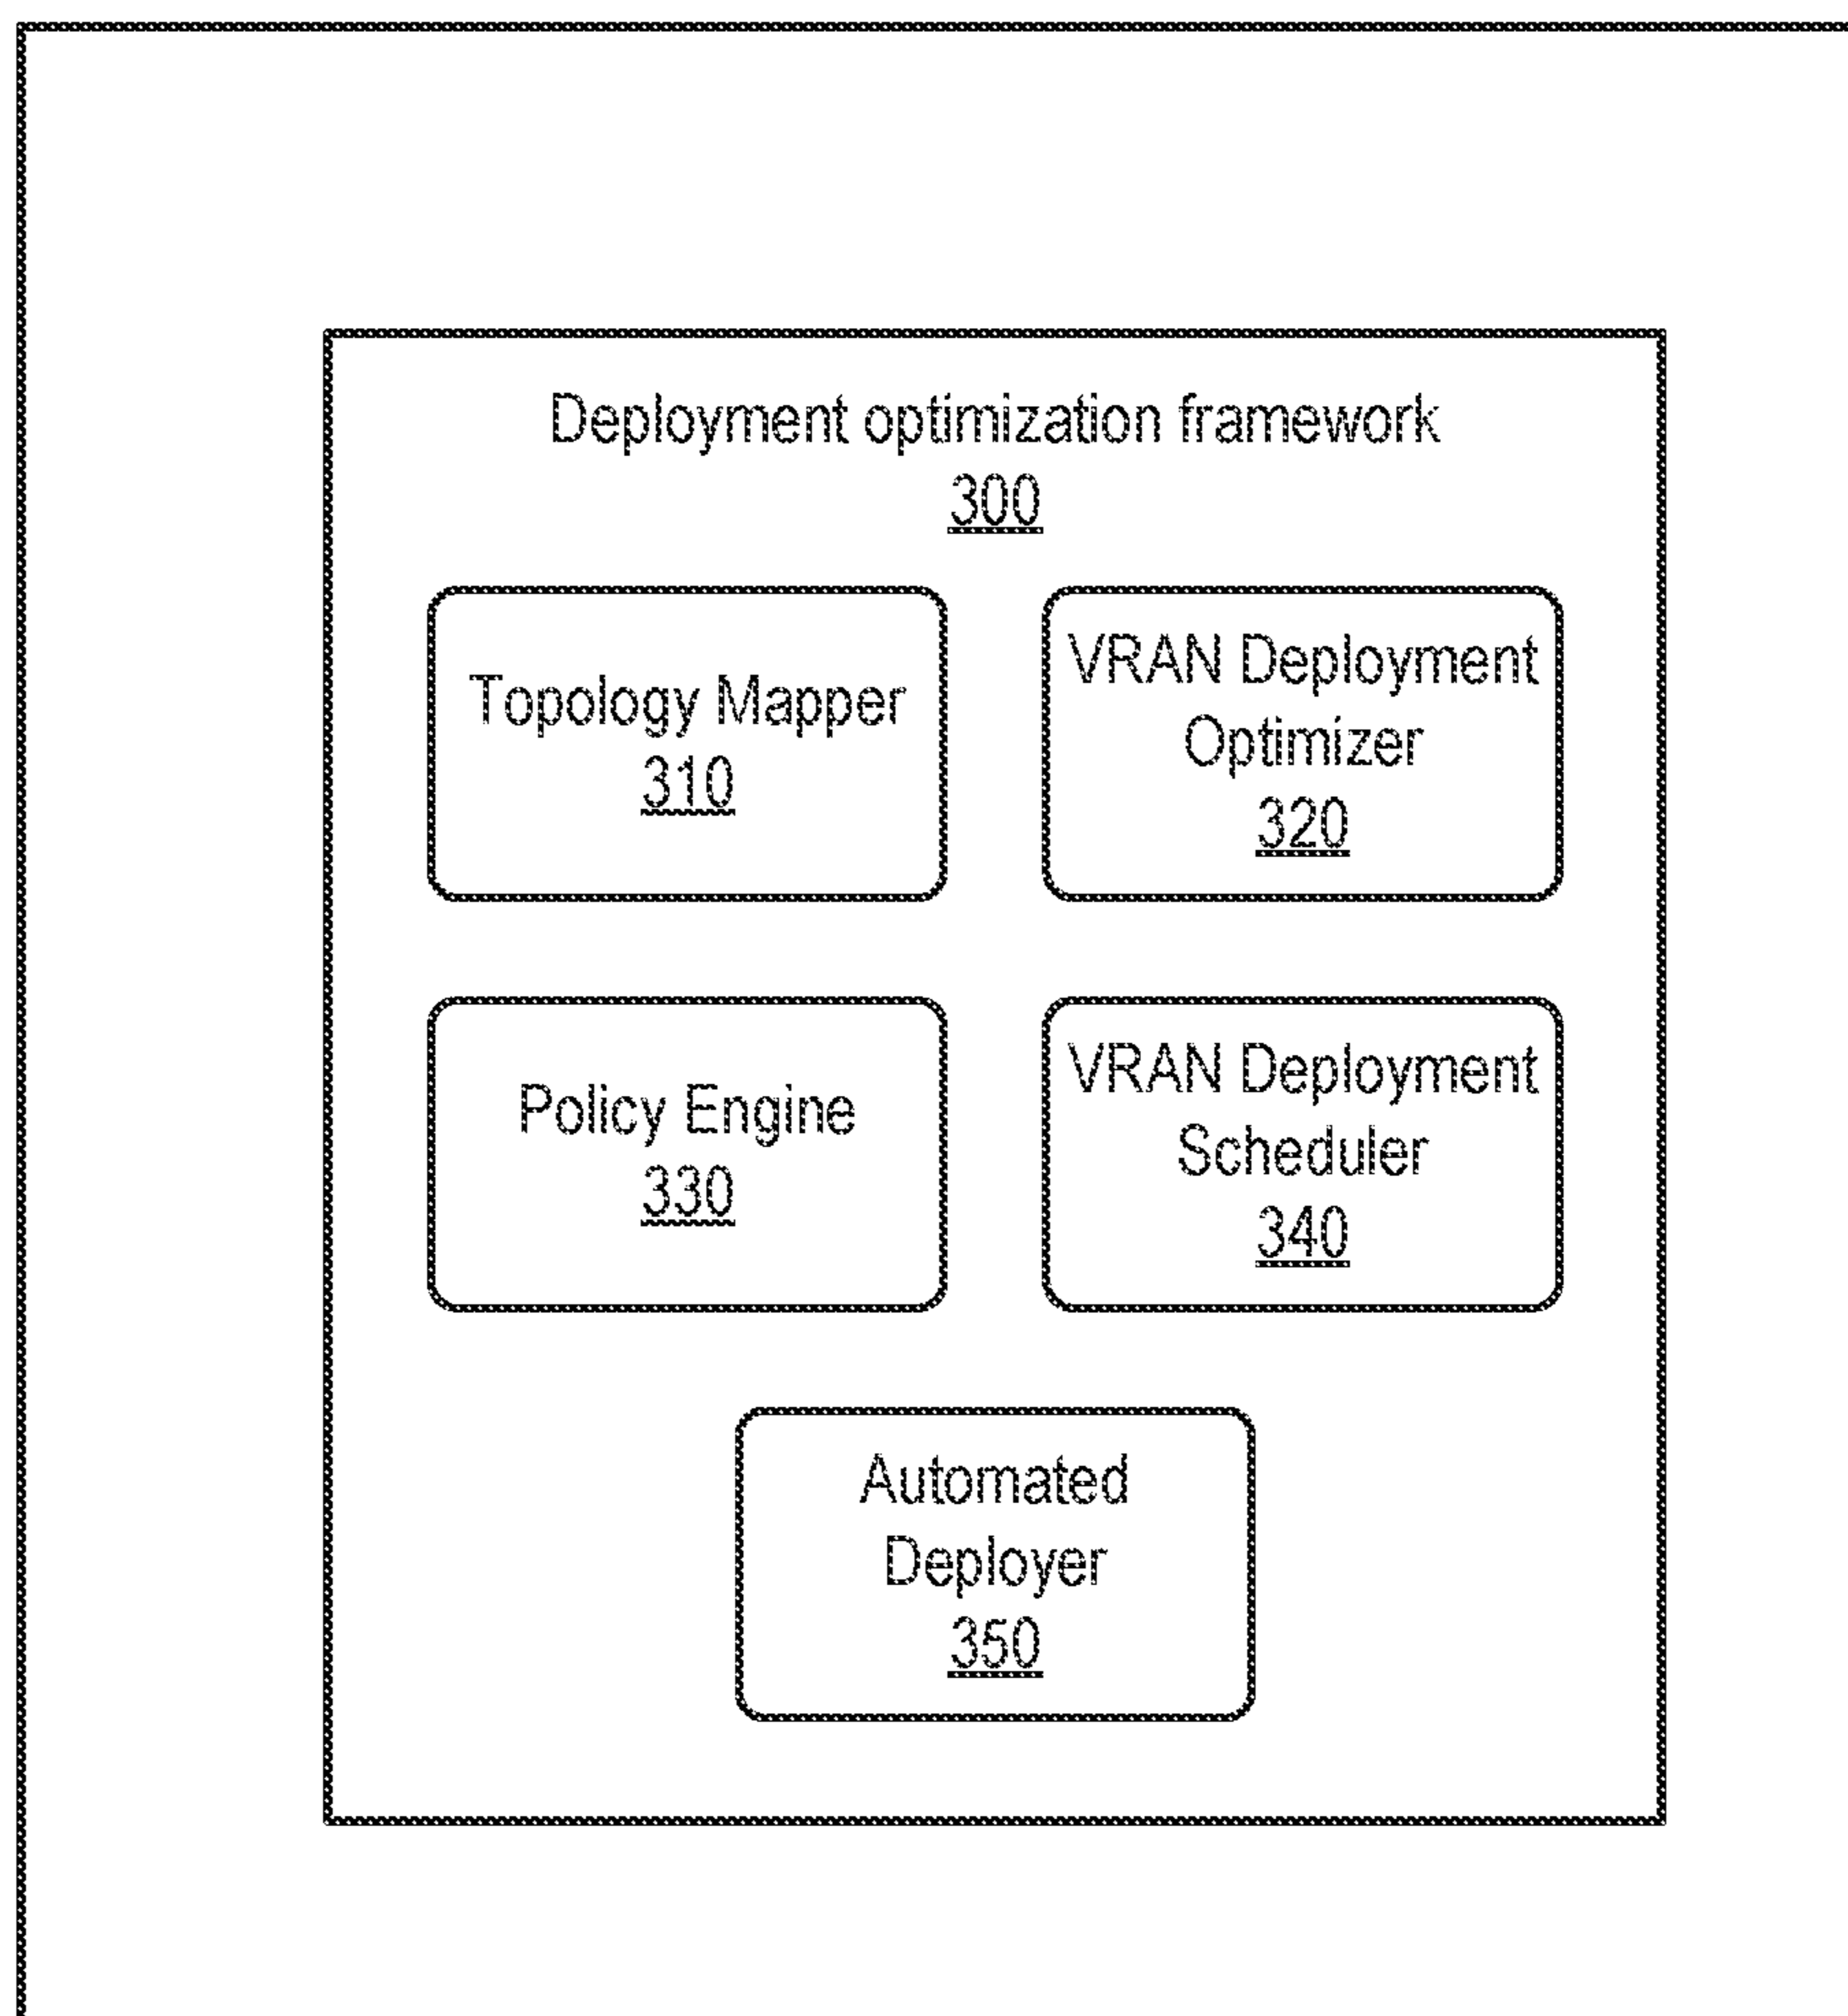 Deployment optimization framework
300
Topology Mapper
310
VRAN Deployment
Optimizer
320
Policy Engine
330
VRAN Deployment
Scheduler
340
Automated
Deployer
350